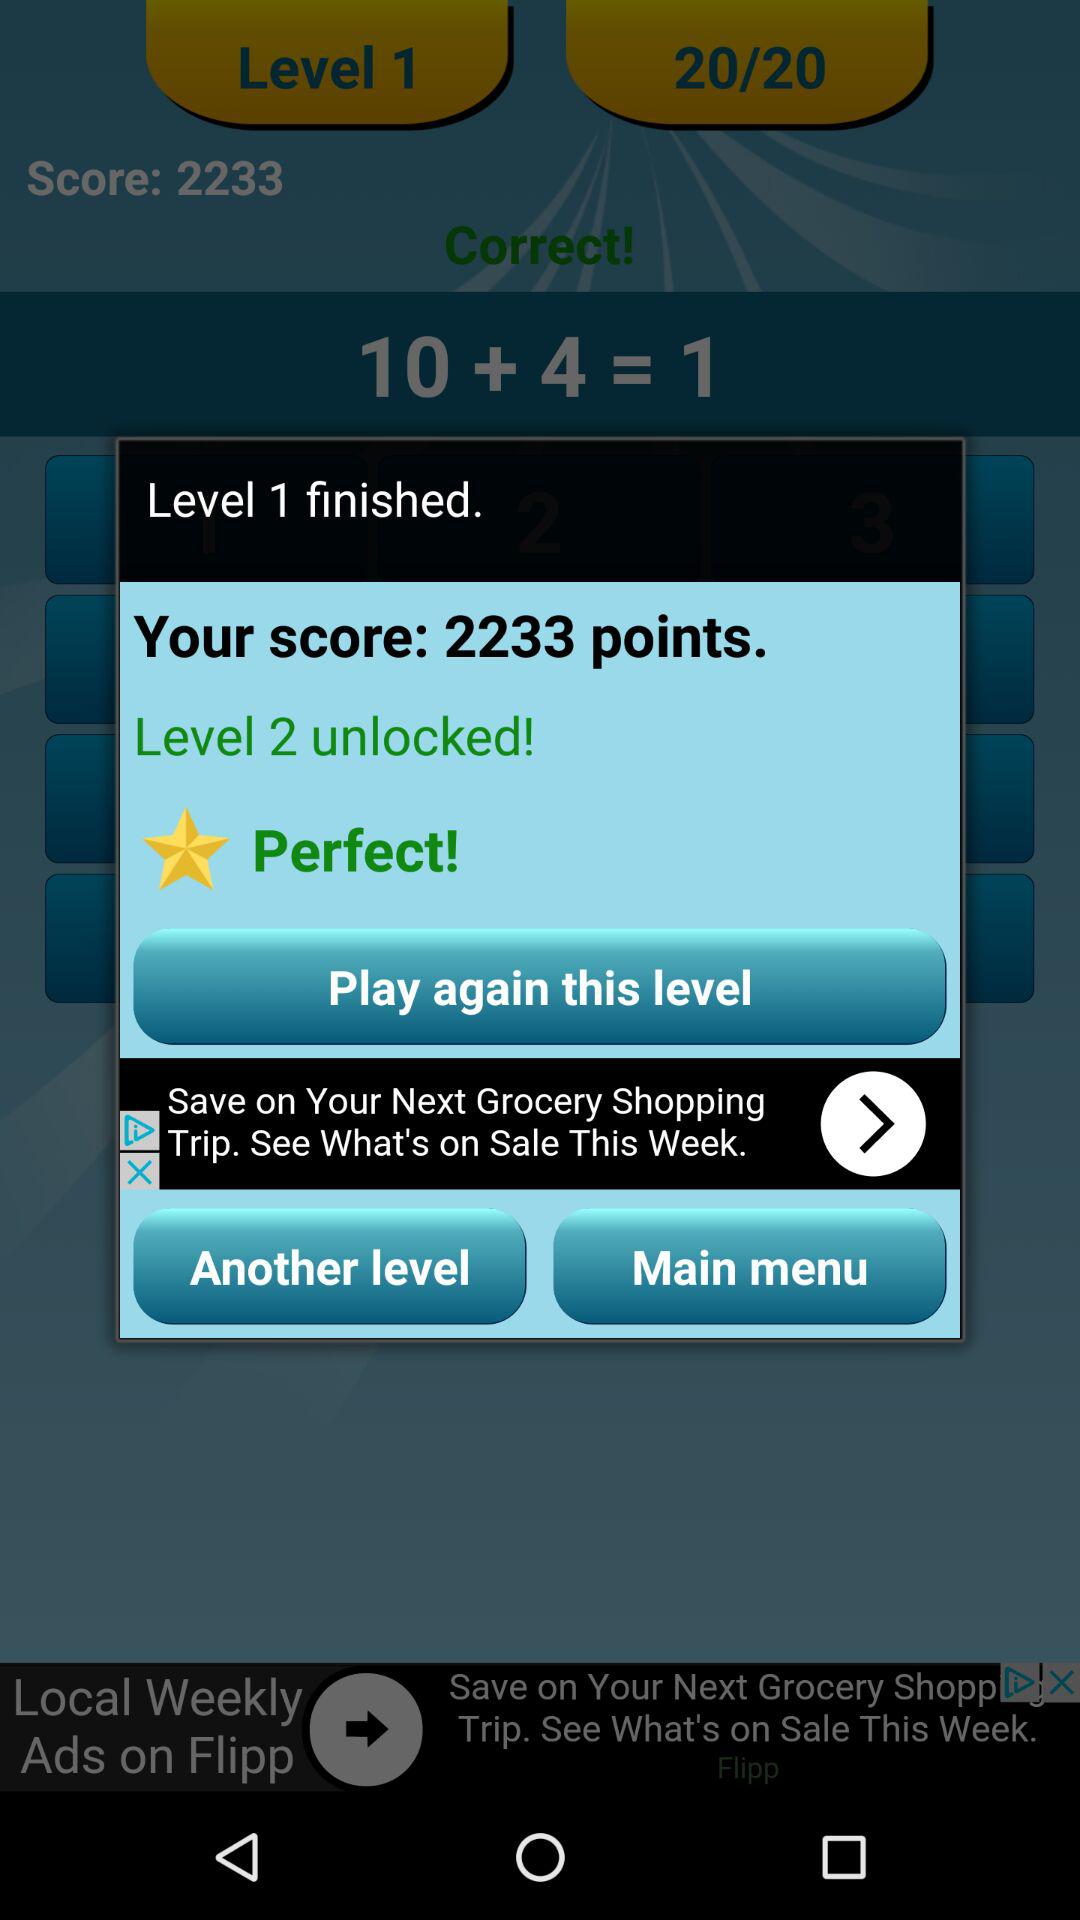 Level 1
20/20
Score: 2233
Correct!
10 + 4 = 1
Level 1 finished.
1 2 3
Your score: 2233 points.
Level 2 unlocked!
Perfect!
Play again this level
Save on Your Next Grocery Shopping
Trip. See What's on Sale This Week.
Another level
Main menu
Local Weekly
Ads on Flipp
Save on Your Next Grocery Shopping
Trip. See What's on Sale This Week.
Flipp